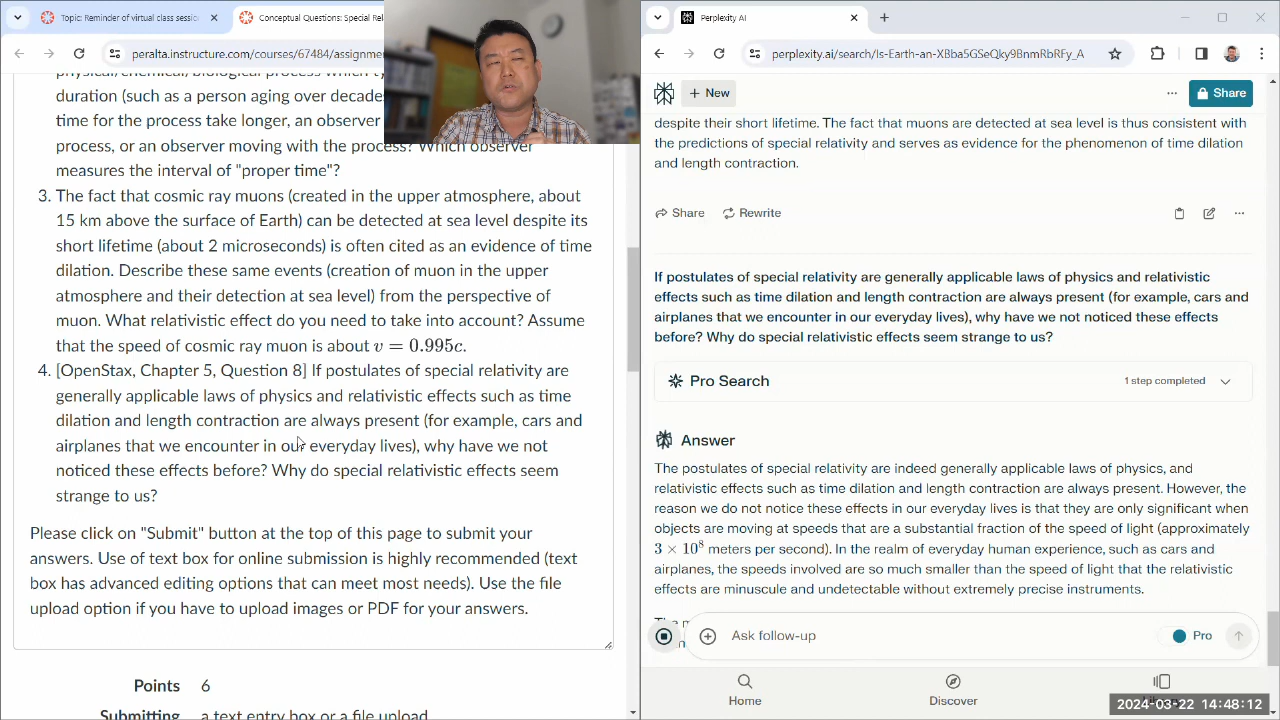 Topic: Reminder of virtual class sessio
Conceptual Questions: Special Rel
peralta.instructure.com/courses/67484/assignme
duration (such as a person aging over decade
time for the process take longer, an observer
process, or an observer moving with the process? Which observer
measures the interval of "proper time"?
3. The fact that cosmic ray muons (created in the upper atmosphere, about
15 km above the surface of Earth) can be detected at sea level despite its
short lifetime (about 2 microseconds) is often cited as an evidence of time
dilation. Describe these same events (creation of muon in the upper
atmosphere and their detection at sea level) from the perspective of
muon. What relativistic effect do you need to take into account? Assume
that the speed of cosmic ray muon is about v = 0.995c.
4. [OpenStax, Chapter 5, Question 8] If postulates of special relativity are
generally applicable laws of physics and relativistic effects such as time
dilation and length contraction are always present (for example, cars and
airplanes that we encounter in our everyday lives), why have we not
noticed these effects before? Why do special relativistic effects seem
strange to us?
Please click on "Submit" button at the top of this page to submit your
answers. Use of text box for online submission is highly recommended (text
box has advanced editing options that can meet most needs). Use the file
upload option if you have to upload images or PDF for your answers.
Points 6
Submitting a text entry box or a file upload
Perplexity AI
perplexity.ai/search/Is-Earth-an-XBba5GSeQky9BnmRbRFy_
New
Share
despite their short lifetime. The fact that muons are detected at sea level is thus consistent with
the predictions of special relativity and serves as evidence for the phenomenon of time dilation
and length contraction.
Share Rewrite
If postulates of special relativity are generally applicable laws of physics and relativistic
effects such as time dilation and length contraction are always present (for example, cars and
airplanes that we encounter in our everyday lives), why have we not noticed these effects
before? Why do special relativistic effects seem strange to us?
Pro Search 1 step completed
Answer
The postulates of special relativity are indeed generally applicable laws of physics, and
relativistic effects such as time dilation and length contraction are always present. However, the
reason we do not notice these effects in our everyday lives is that they are only significant when
objects are moving at speeds that are a substantial fraction of the speed of light (approximately
3 × 10⁸ meters per second). In the realm of everyday human experience, such as cars and
airplanes, the speeds involved are so much smaller than the speed of light that the relativistic
effects are minuscule and undetectable without extremely precise instruments.
Ask follow-up Pro
Home Discover
2024-03-22 14:48:12